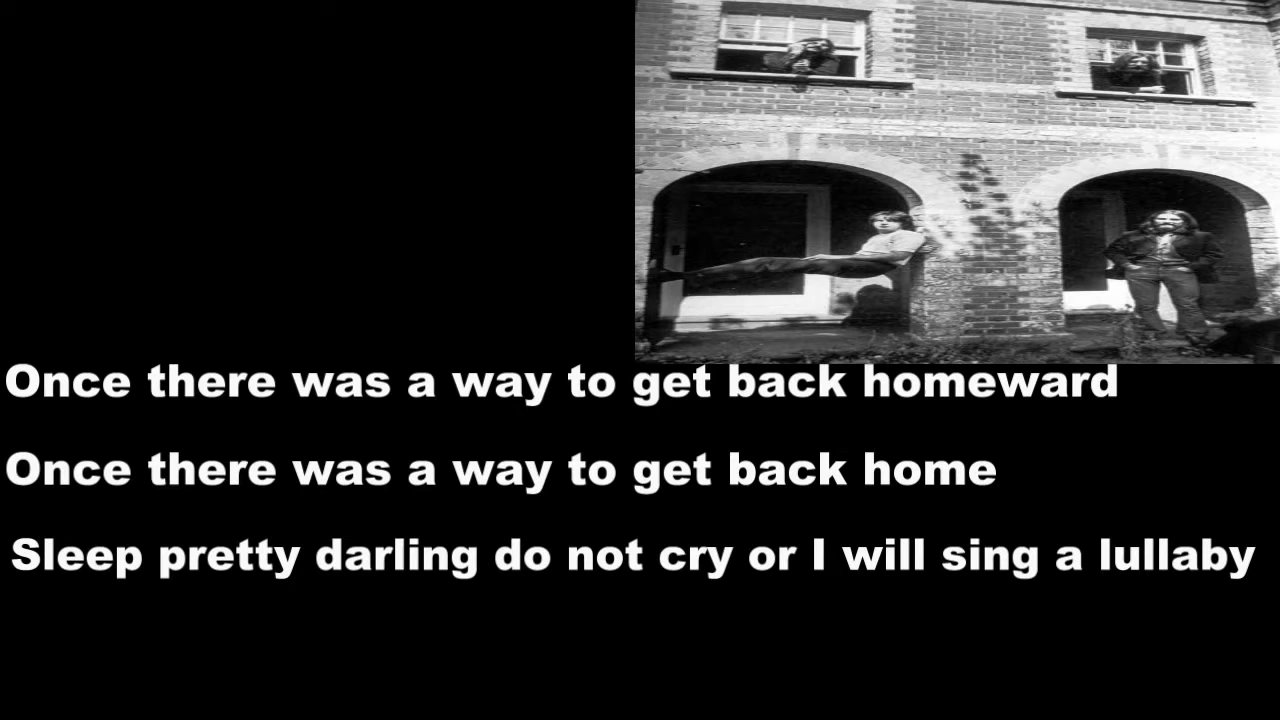 Once there was a way to get back homeward
Once there was a way to get back home
Sleep pretty darling do not cry or I will sing a lullaby